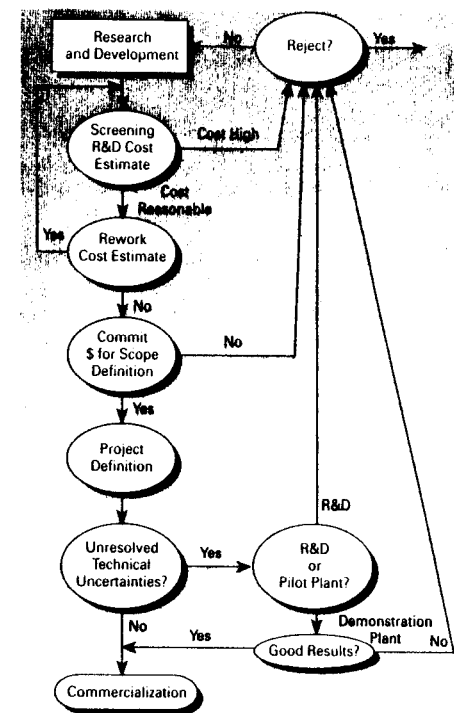 Research
and Development
No
Reject?
Yes
Screening
R&D Cost
Estimate
Cost High
Cost
Reasonable
Yes
Rework
Cost Estimate
No
Commit
$ for Scope
Definition
No
Yes
Project
Definition
R&D
Unresolved
Technical
Uncertainties?
Yes
R&D
or
Pilot Plant?
No
Yes
Demonstration
Plant
No
Good Results?
Commercialization